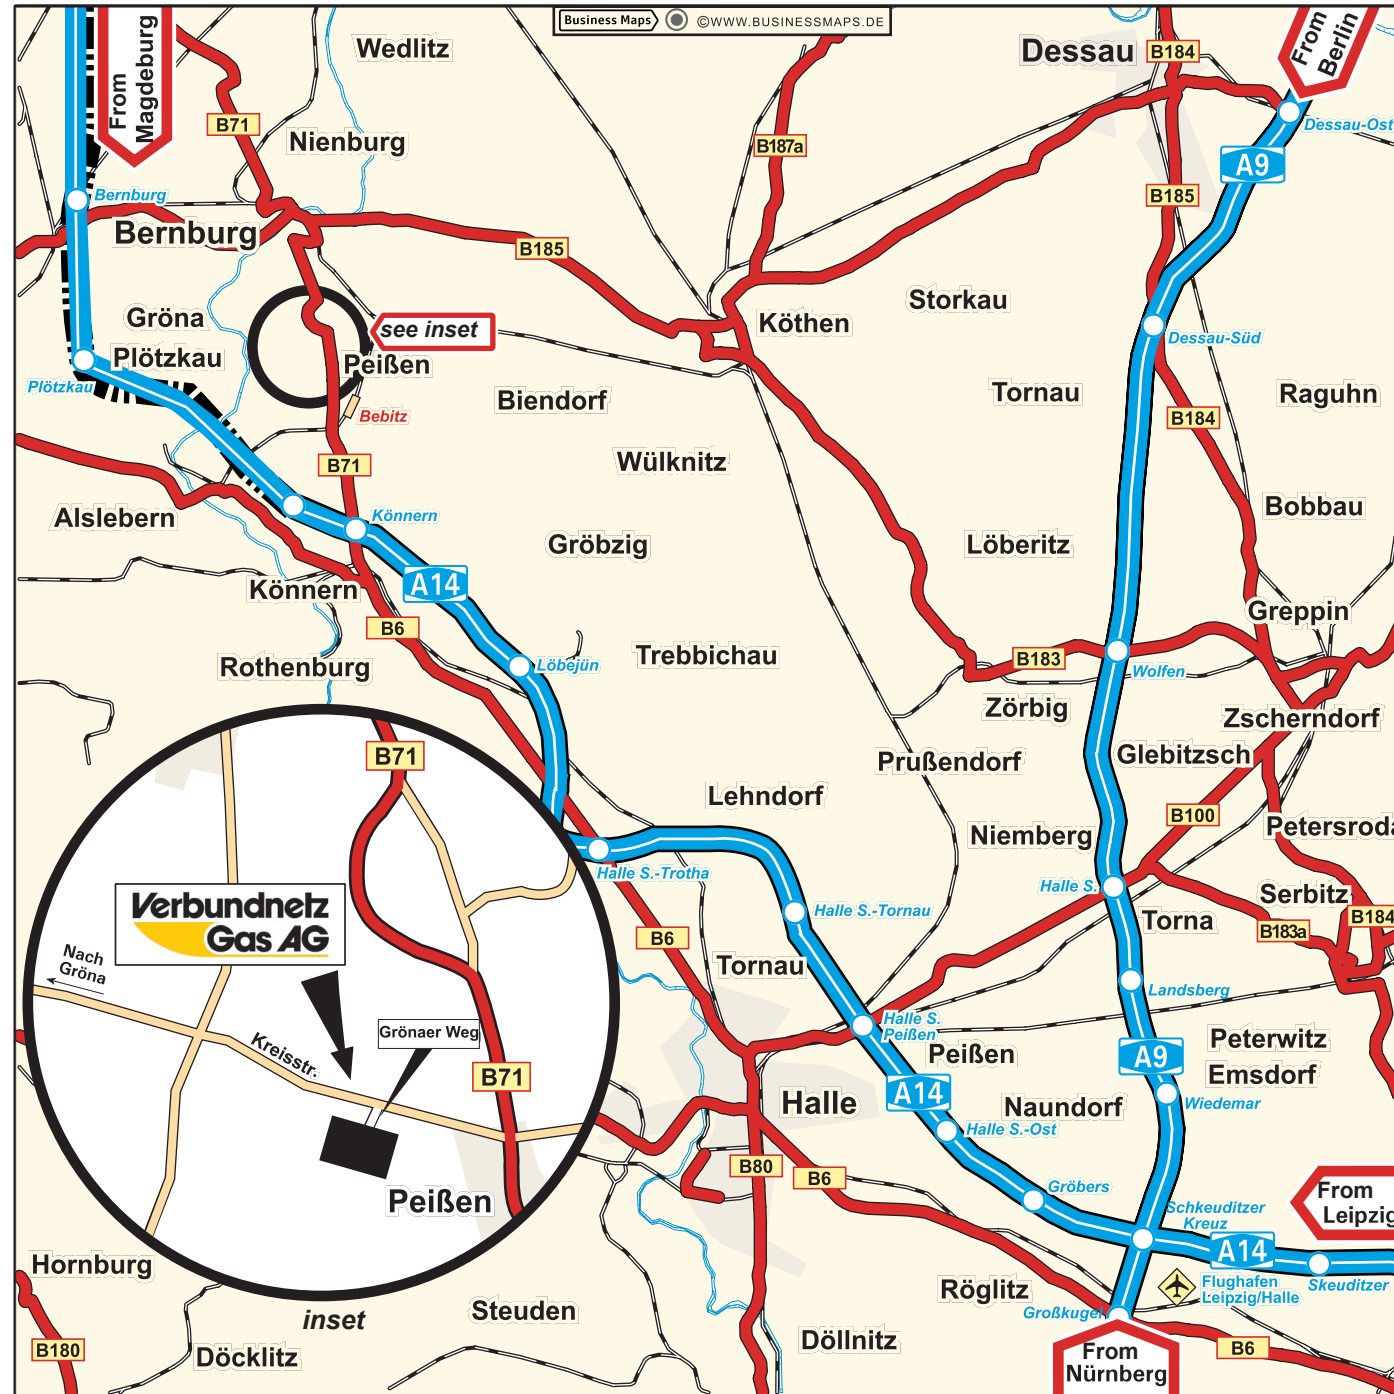 Business Maps
©WWW.BUSINESSMAPS.DE
From
Magdeburg
From
Berlin
Wedlitz
Dessau
B184
B71
Nienburg
B187a
Dessau-Ost
A9
Bernburg
B185
Bernburg
B185
Gröna
Storkau
see inset
Köthen
Dessau-Süd
Plötzkau
Plötzkau
Peißen
Biendorf
Tornau
Raguhn
Bebitz
B184
B71
Wülknitz
Alslebern
Könnern
Bobbau
Gröbzig
Löberitz
A14
Könnern
Greppin
B6
Rothenburg
Löbejün
Trebbichau
B183
Wolfen
Zörbig
Zscherndorf
B71
Prußendorf
Glebitzsch
Lehndorf
B100
Niemberg
Petersroda
Halle S.-Trotha
Halle S.
Serbitz
Verbundnetz
Gas AG
Halle S.-Tornau
B184
Torna
B183a
B6
Nach
Gröna
Tornau
Landsberg
Halle S.
Peißen
Grönaer Weg
Kreisstr.
Peißen
Peterwitz
A9
Emsdorf
B71
A14
Halle
Naundorf
Wiedemar
Halle S.-Ost
B80
B6
Gröbers
From
Leipzig
Peißen
Schkeuditzer
Kreuz
A14
Hornburg
Flughafen
Leipzig/Halle
Skeuditzer
Röglitz
Steuden
Großkugel
inset
Döllnitz
B180
Döcklitz
From
Nürnberg
B6